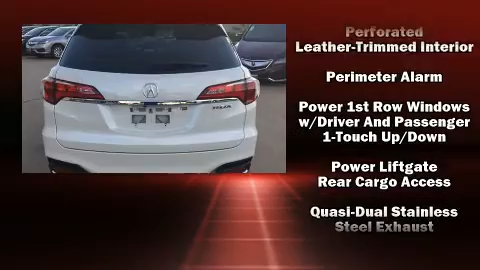 Perforated
Leather-Trimmed Interior
Perimeter Alarm
Power 1st Row Windows
w/Driver And Passenger
1-Touch Up/Down
Power Liftgate
Rear Cargo Access
Quasi-Dual Stainless
Steel Exhaust
RDX